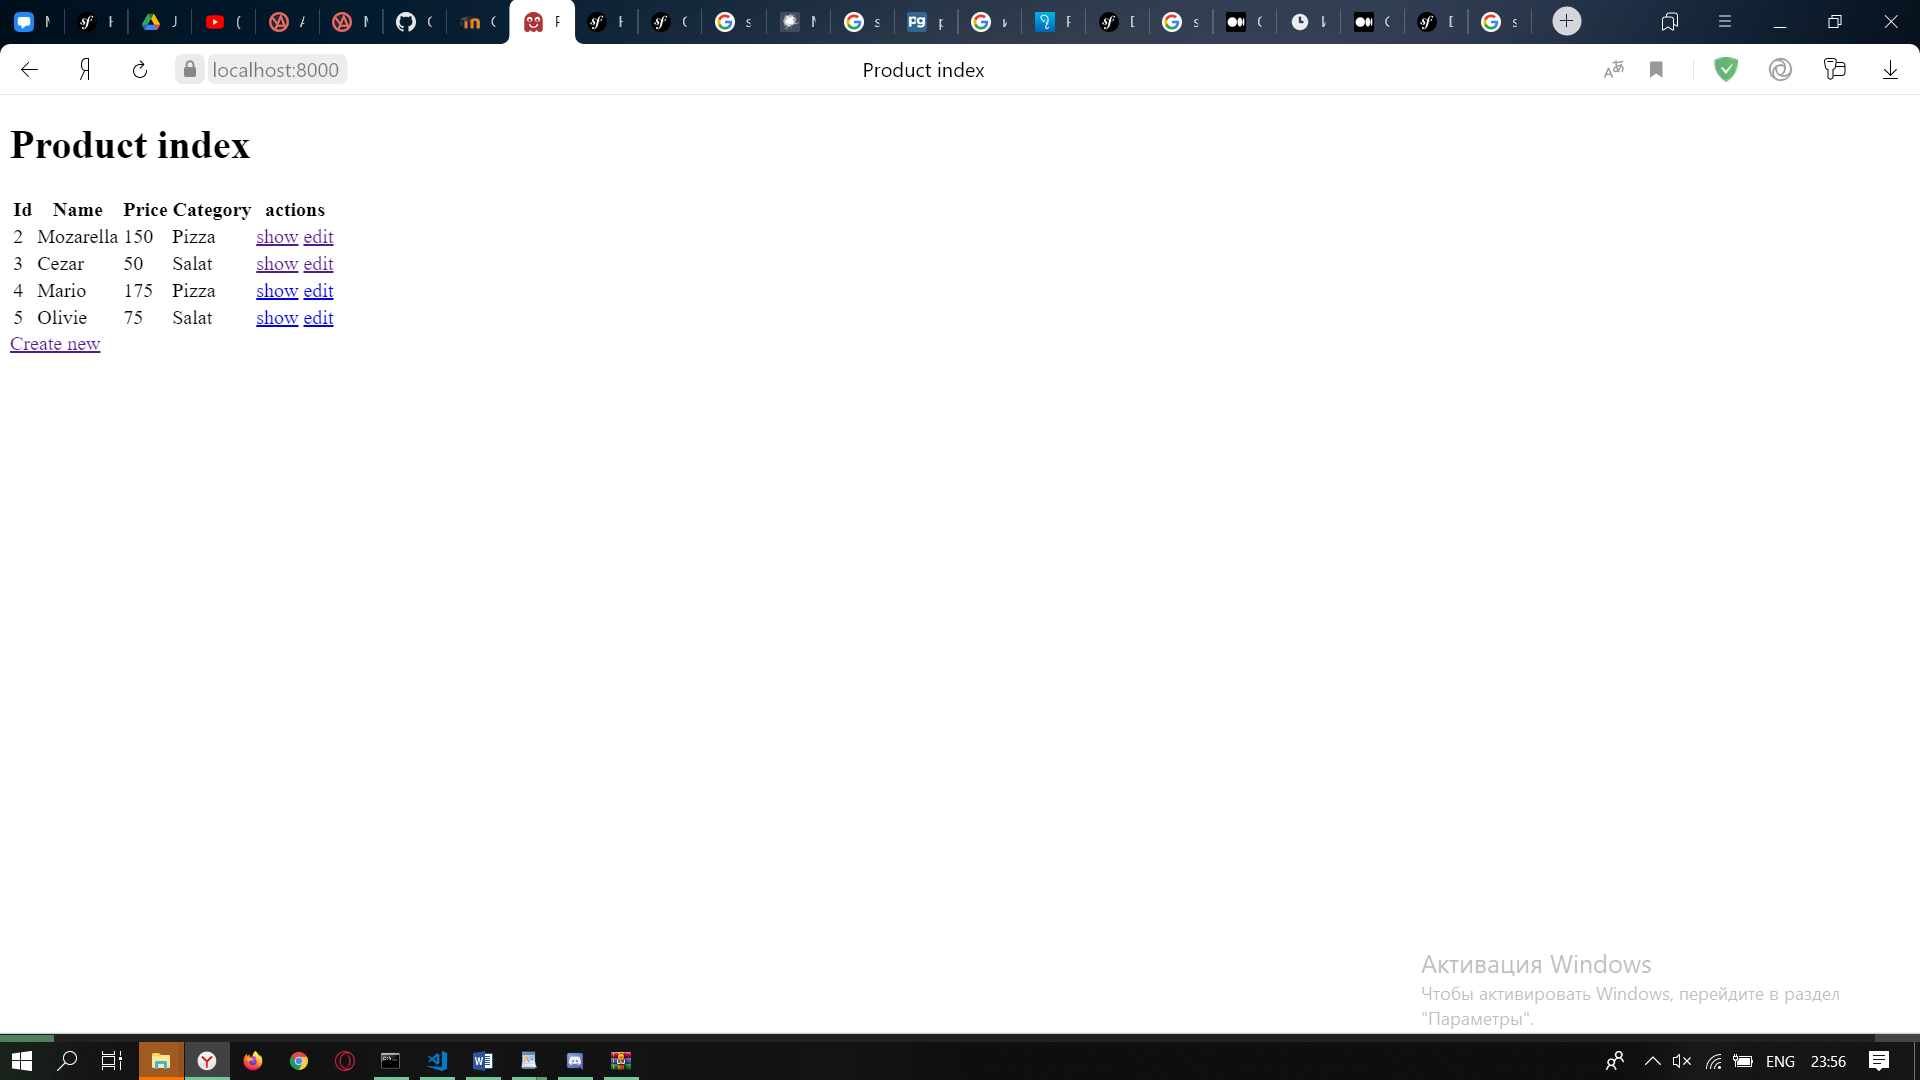 localhost:8000
Product index
Product index
Id Name Price Category actions
2 Mozarella 150 Pizza show edit
3 Cezar 50 Salat show edit
4 Mario 175 Pizza show edit
5 Olivie 75 Salat show edit
Create new
Активация Windows
Чтобы активировать Windows, перейдите в раздел
"Параметры".
ENG 23:56